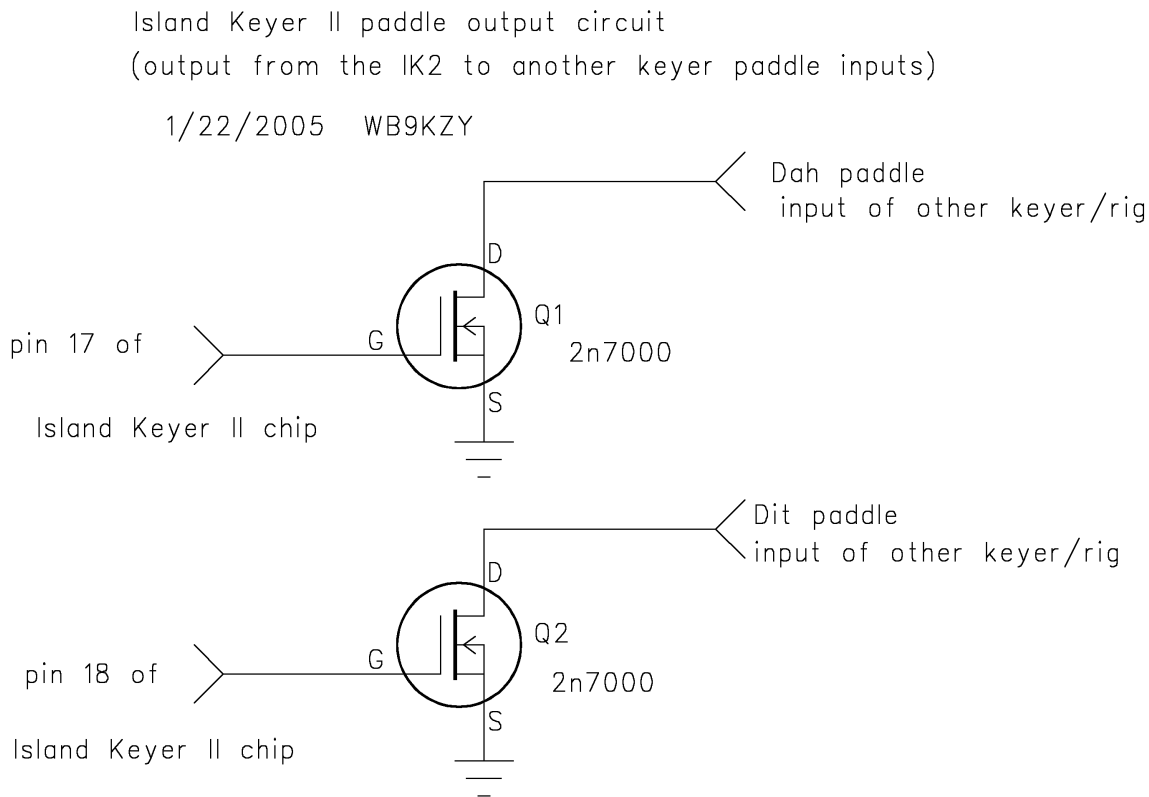 Island Keyer II paddle output circuit
(output from the IK2 to another keyer paddle inputs)
1/22/2005 WB9KZY
Dah paddle
input of other keyer/rig
D
Q1
G
pin 17 of
2n7000
S
Island Keyer II chip
Dit paddle
input of other keyer/rig
D
Q2
G
pin 18 of
2n7000
S
Island Keyer II chip